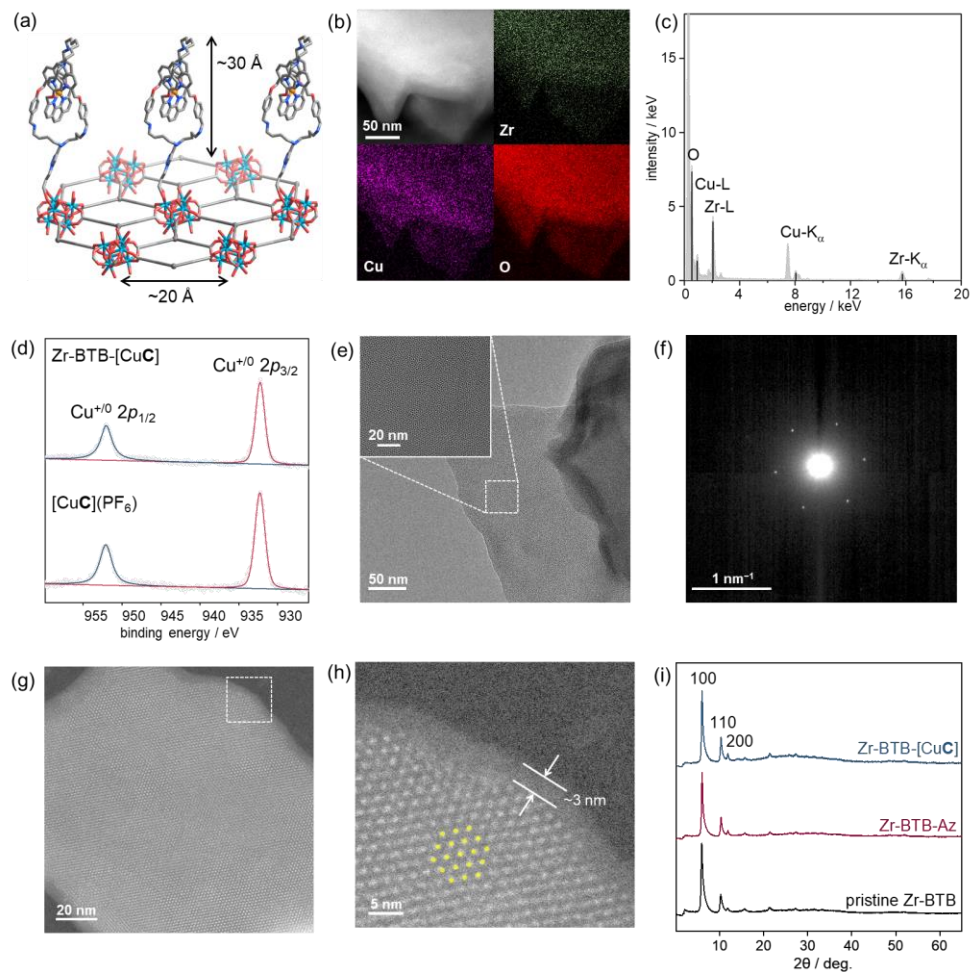 (a)
~30 Å
~20 Å
(b)
50 nm
Zr
Cu
O
(c)
intensity / keV
15
10
5
0
O
Cu-L
Zr-L
Cu-Kα
Zr-Kα
0 4 8 12 16 20
energy / keV
(d)
Zr-BTB-[CuC]
Cu+/0 2p3/2
Cu+/0 2p1/2
[CuC](PF6)
955 950 945 940 935 930
binding energy / eV
(e)
20 nm
50 nm
(f)
1 nm−1
(g)
20 nm
(h)
~3 nm
5 nm
(i)
100
110
200
Zr-BTB-[CuC]
Zr-BTB-Az
pristine Zr-BTB
10 20 30 40 50 60
2θ / deg.